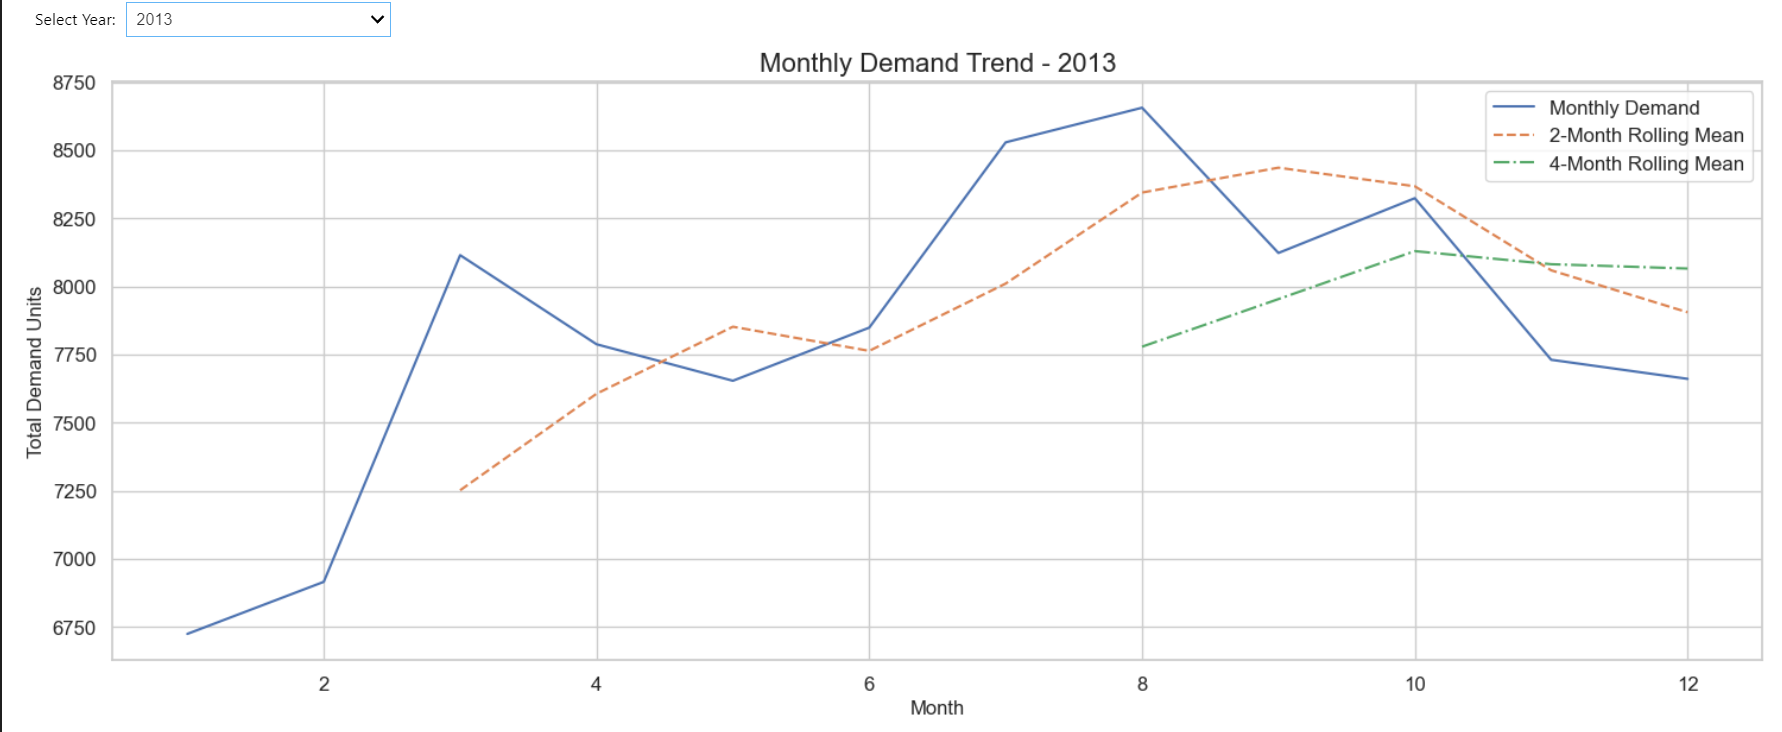 Select Year: 2013
Monthly Demand Trend - 2013
Monthly Demand
2-Month Rolling Mean
4-Month Rolling Mean
Total Demand Units
8750
8500
8250
8000
7750
7500
7250
7000
6750
2 4 6 8 10 12
Month